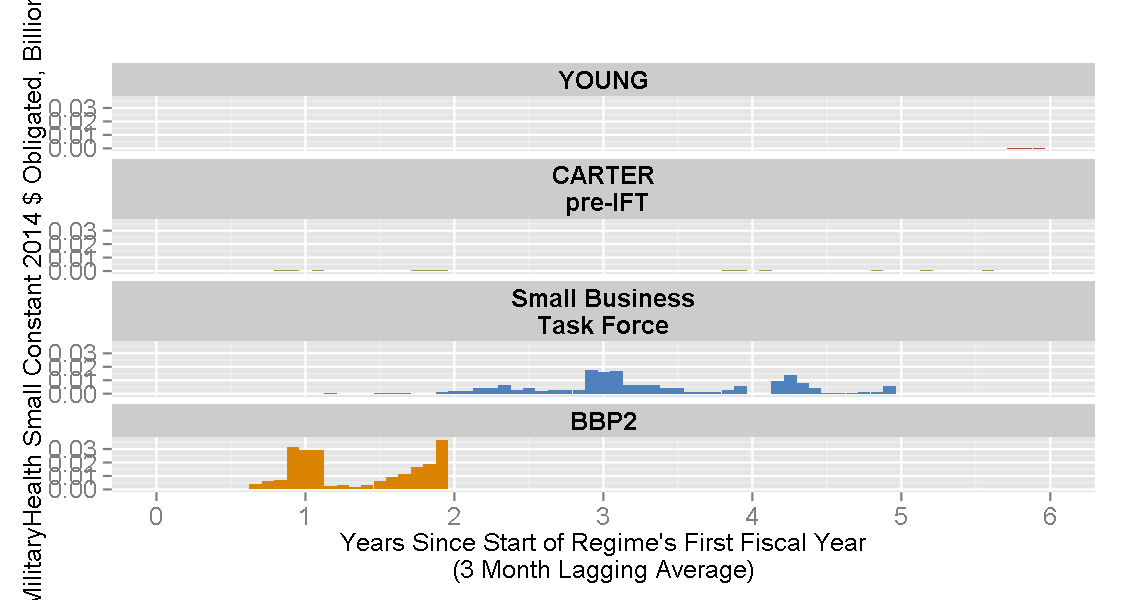 MilitaryHealth Small Constant 2014 $ Obligated, Billion
YOUNG
0.03
0.02
0.01
0.00
CARTER
pre-IFT
0.03
0.02
0.01
0.00
Small Business
Task Force
0.03
0.02
0.01
0.00
BBP2
0.03
0.02
0.01
0.00
0 1 2 3 4 5 6
Years Since Start of Regime's First Fiscal Year
(3 Month Lagging Average)